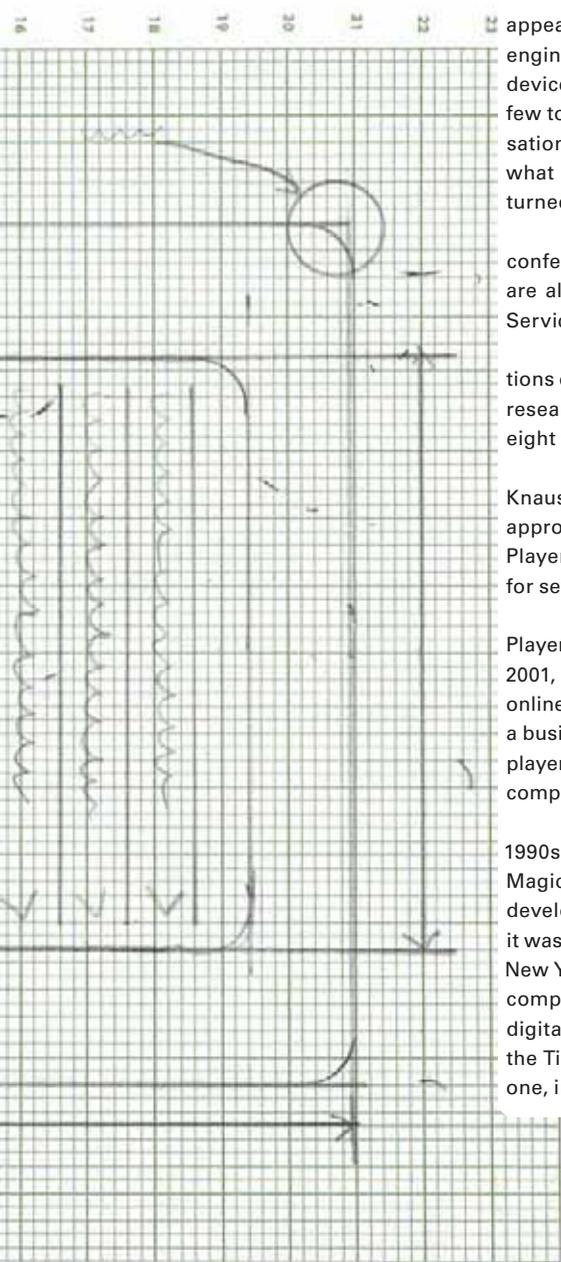 16 17 18 19 20 21 22 23
appea
engin
device
few to
sation
what
turned
confe
are al
Servic
tions
resea
eight
Knaus
appro
Player
for se
Player
2001,
online
a busi
player
comp
1990s
Magic
develo
it was
New Y
comp
digita
the Ti
one, i